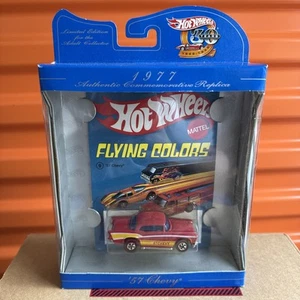 Limited Edition
for the
Adult Collector
Hot Wheels
30
1977
Authentic Commemorative Replica
Hot Wheels
MATTEL
FLYING COLORS
'57 Chevy